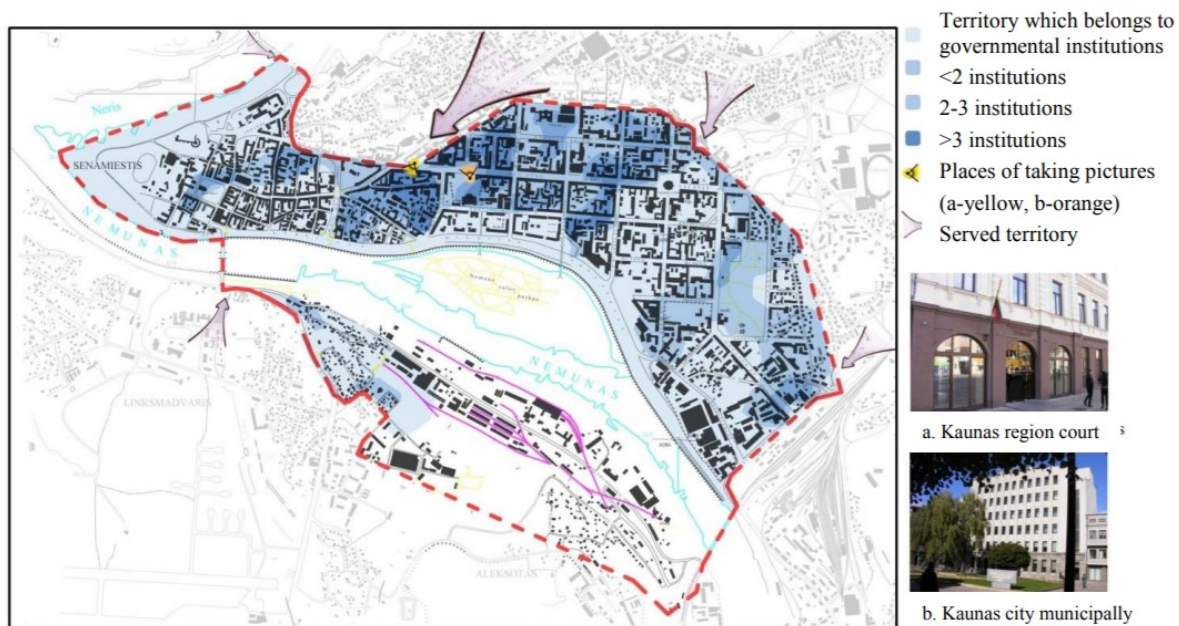 Neris
SENAMIESTIS
NEMUNAS
NEMUNAS
LINKSMADVARIS
ALEKSOTAS
Territory which belongs to
governmental institutions
<2 institutions
2-3 institutions
>3 institutions
Places of taking pictures
(a-yellow, b-orange)
Served territory
a. Kaunas region court s
b. Kaunas city municipally